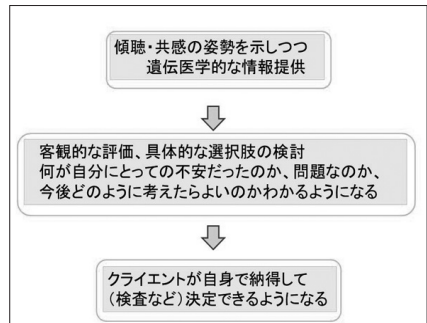 傾聴・共感の姿勢を示しつつ
遺伝医学的な情報提供
客観的な評価、具体的な選択肢の検討
何が自分にとっての不安だったのか、問題なのか、
今後どのように考えたらよいのかわかるようになる
クライエントが自身で納得して
(検査など)決定できるようになる